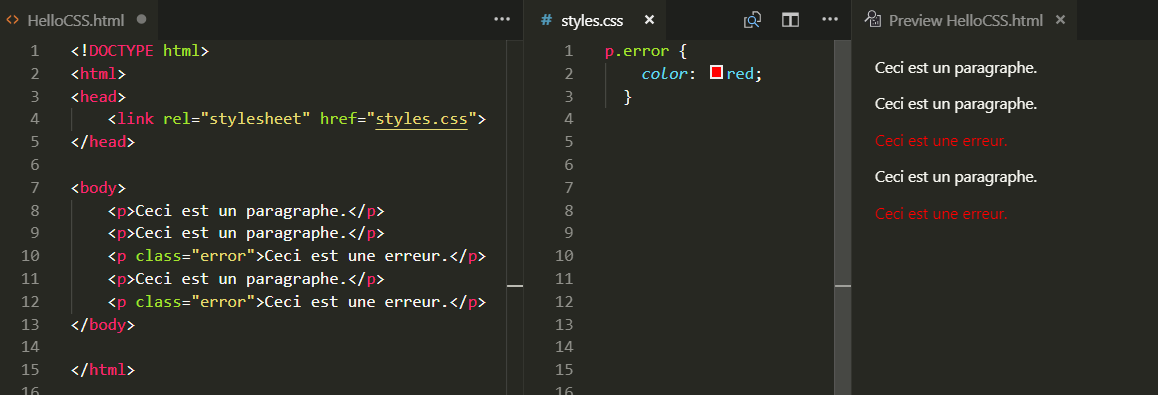 HelloCSS.html
1 <!DOCTYPE html>
2 <html>
3 <head>
4 <link rel="stylesheet" href="styles.css">
5 </head>
6
7 <body>
8 <p>Ceci est un paragraphe.</p>
9 <p>Ceci est un paragraphe.</p>
10 <p class="error">Ceci est une erreur.</p>
11 <p>Ceci est un paragraphe.</p>
12 <p class="error">Ceci est une erreur.</p>
13 </body>
14
15 </html>
16
# styles.css
1 p.error {
2 color: red;
3 }
4
5
6
7
8
9
10
11
12
13
14
15
16
Preview HelloCSS.html
Ceci est un paragraphe.
Ceci est un paragraphe.
Ceci est une erreur.
Ceci est un paragraphe.
Ceci est une erreur.